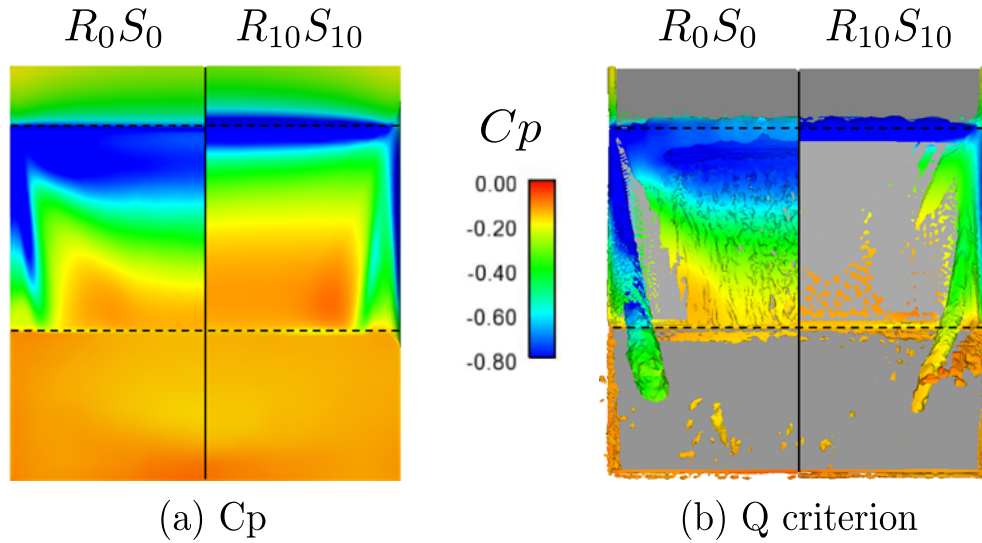 R₀S₀ R₁₀S₁₀ R₀S₀ R₁₀S₁₀
Cp
0.00
-0.20
-0.40
-0.60
-0.80
(a) Cp (b) Q criterion